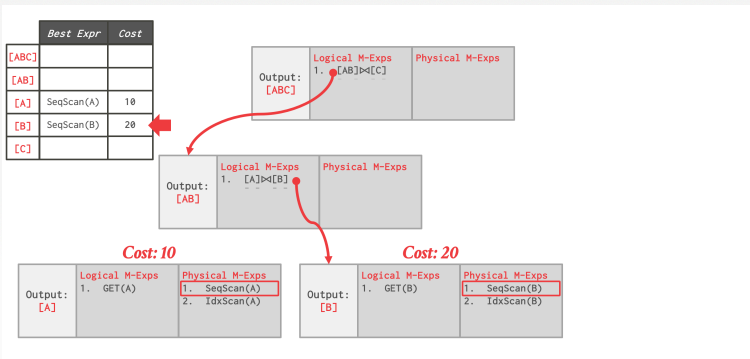 Best Expr Cost
[ABC]
[AB]
[A] SeqScan(A) 10
[B] SeqScan(B) 20
[C]
Output:
[ABC]
Logical M-Exps
1. [AB]⋈[C]
Physical M-Exps
Output:
[AB]
Logical M-Exps
1. [A]⋈[B]
Physical M-Exps
Cost: 10
Output:
[A]
Logical M-Exps
1. GET(A)
Physical M-Exps
1. SeqScan(A)
2. IdxScan(A)
Cost: 20
Output:
[B]
Logical M-Exps
1. GET(B)
Physical M-Exps
1. SeqScan(B)
2. IdxScan(B)